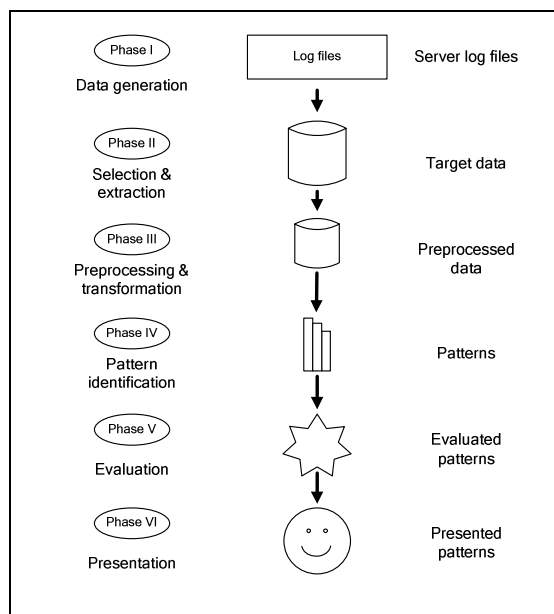 Phase I
Data generation
Log files
Server log files
Phase II
Selection &
extraction
Target data
Phase III
Preprocessing &
transformation
Preprocessed
data
Phase IV
Pattern
identification
Patterns
Phase V
Evaluation
Evaluated
patterns
Phase VI
Presentation
Presented
patterns